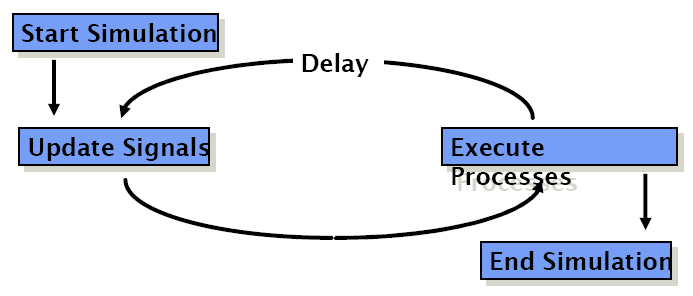 Start Simulation
Delay
Update Signals
Execute
Processes
End Simulation